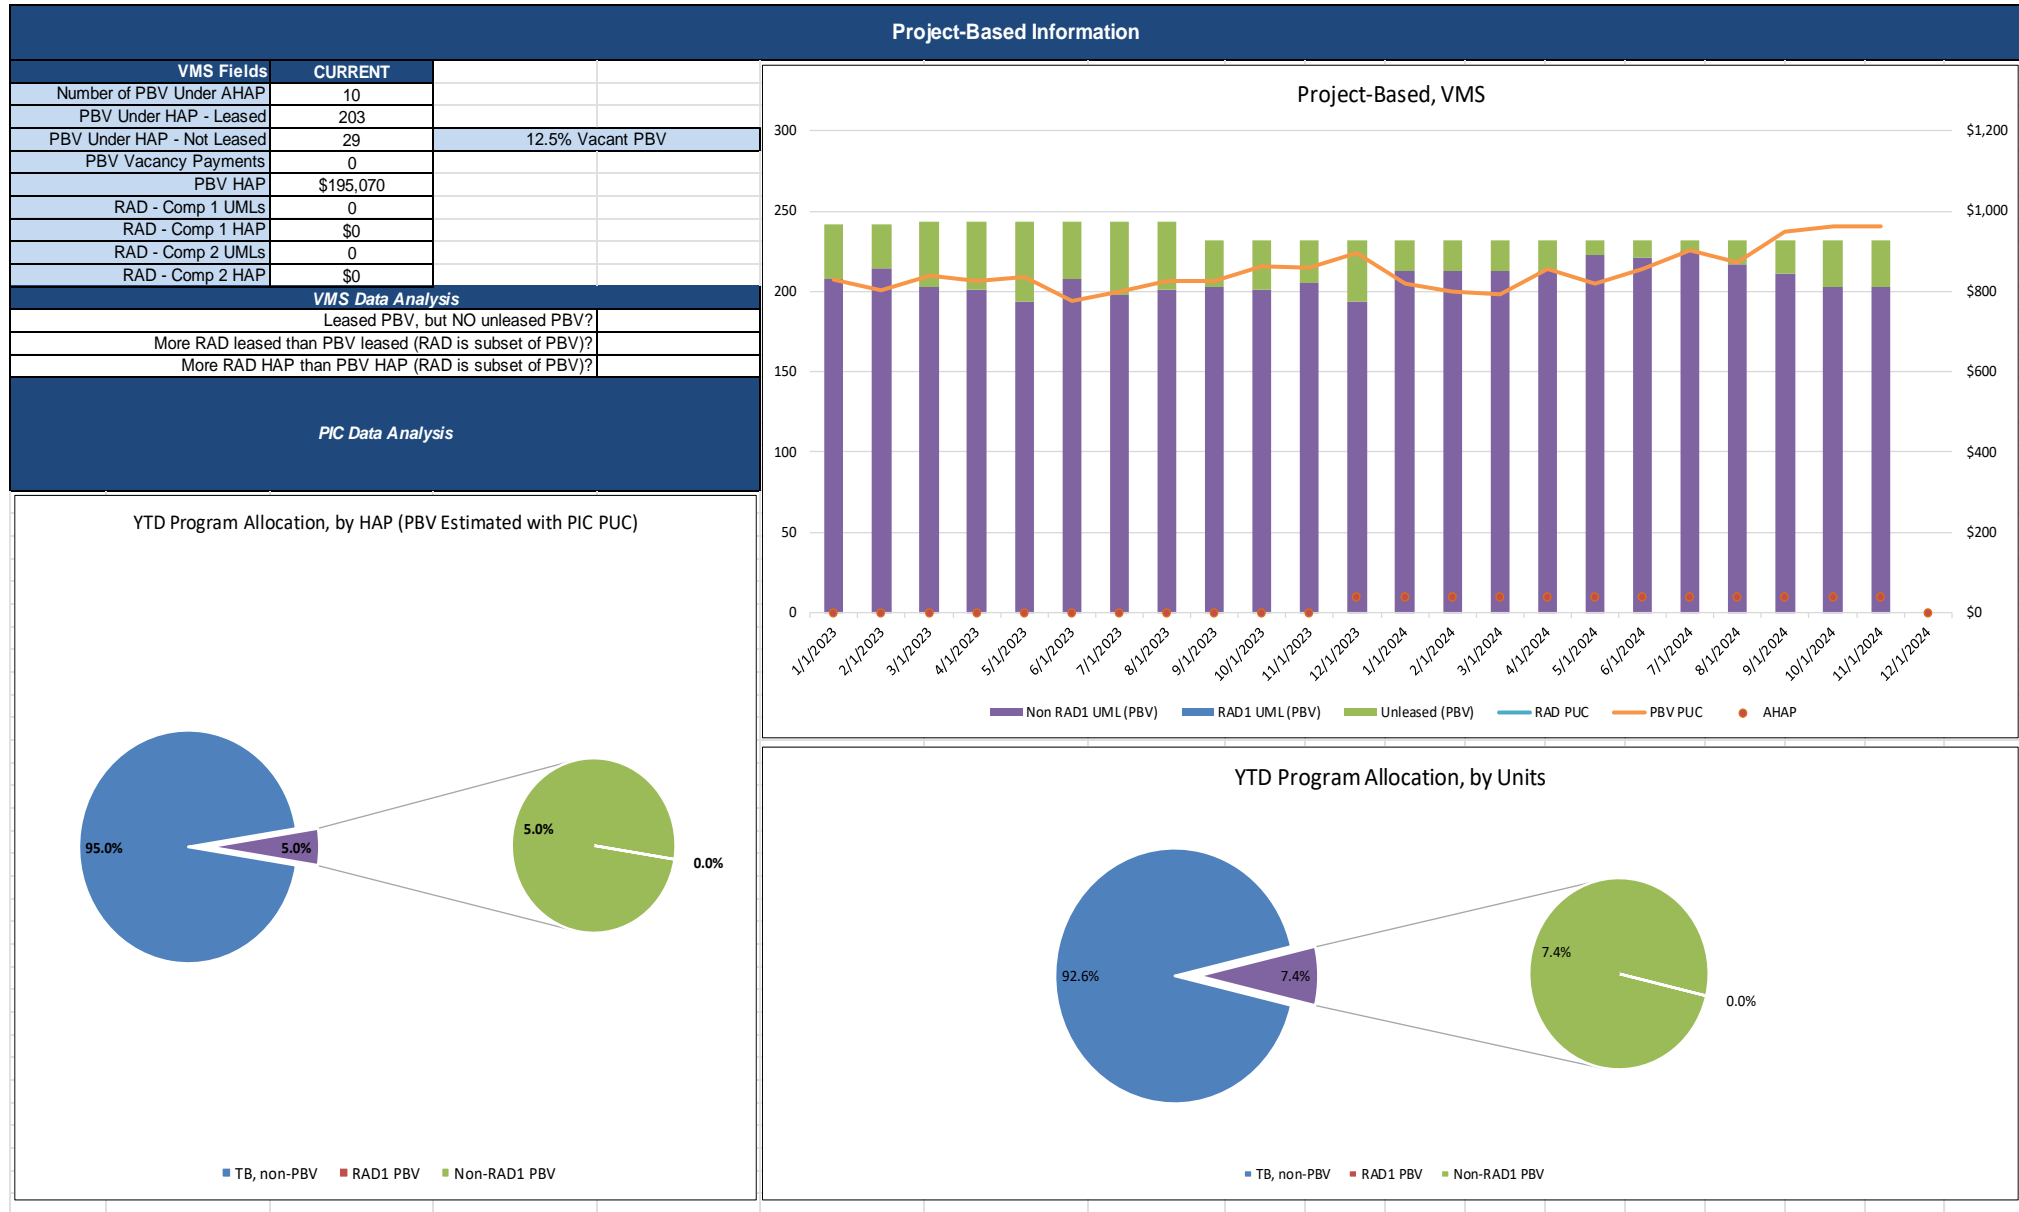 Project-Based Information
VMS Fields CURRENT
Number of PBV Under AHAP 10
PBV Under HAP - Leased 203
PBV Under HAP - Not Leased 29 12.5% Vacant PBV
PBV Vacancy Payments 0
PBV HAP $195,070
RAD - Comp 1 UMLs 0
RAD - Comp 1 HAP $0
RAD - Comp 2 UMLs 0
RAD - Comp 2 HAP $0
VMS Data Analysis
Leased PBV, but NO unleased PBV?
More RAD leased than PBV leased (RAD is subset of PBV)?
More RAD HAP than PBV HAP (RAD is subset of PBV)?
PIC Data Analysis
Project-Based, VMS
300 $1,200
250 $1,000
200 $800
150 $600
100 $400
50 $200
0 $0
1/1/2023 2/1/2023 3/1/2023 4/1/2023 5/1/2023 6/1/2023 7/1/2023 8/1/2023 9/1/2023 10/1/2023 11/1/2023 12/1/2023 1/1/2024 2/1/2024 3/1/2024 4/1/2024 5/1/2024 6/1/2024 7/1/2024 8/1/2024 9/1/2024 10/1/2024 11/1/2024 12/1/2024
Non RAD1 UML (PBV) RAD1 UML (PBV) Unleased (PBV) RAD PUC PBV PUC AHAP
YTD Program Allocation, by HAP (PBV Estimated with PIC PUC)
95.0% 5.0% 5.0% 0.0%
TB, non-PBV RAD1 PBV Non-RAD1 PBV
YTD Program Allocation, by Units
92.6% 7.4% 7.4% 0.0%
TB, non-PBV RAD1 PBV Non-RAD1 PBV